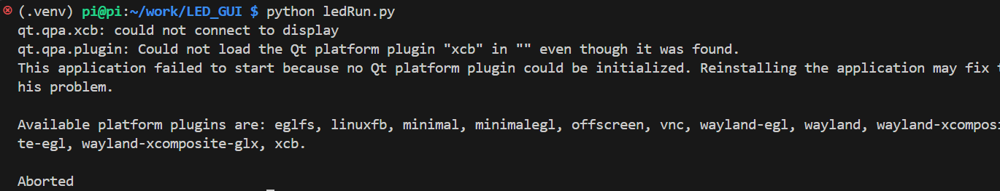 (.venv) pi@pi:~/work/LED_GUI $ python ledRun.py
qt.qpa.xcb: could not connect to display
qt.qpa.plugin: Could not load the Qt platform plugin "xcb" in "" even though it was found.
This application failed to start because no Qt platform plugin could be initialized. Reinstalling the application may fix t
his problem.
Available platform plugins are: eglfs, linuxfb, minimal, minimalegl, offscreen, vnc, wayland-egl, wayland, wayland-xcomposi
te-egl, wayland-xcomposite-glx, xcb.
Aborted